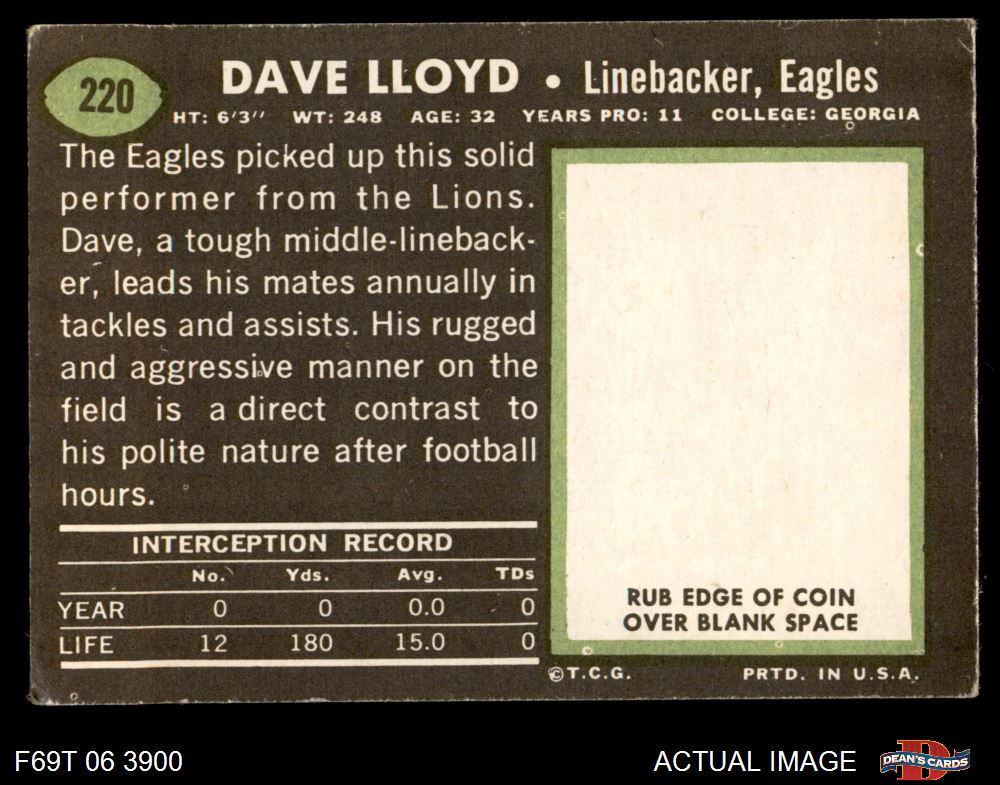 220
DAVE LLOYD • Linebacker, Eagles
HT: 6'3" WT: 248 AGE: 32 YEARS PRO: 11 COLLEGE: GEORGIA
The Eagles picked up this solid
performer from the Lions.
Dave, a tough middle-lineback-
er, leads his mates annually in
tackles and assists. His rugged
and aggressive manner on the
field is a direct contrast to
his polite nature after football
hours.
INTERCEPTION RECORD
No. Yds. Avg. TDs
YEAR 0 0 0.0 0
LIFE 12 180 15.0 0
RUB EDGE OF COIN
OVER BLANK SPACE
©T.C.G. PRTD. IN U.S.A.
F69T 06 3900
ACTUAL IMAGE
D
DEAN'S CARDS